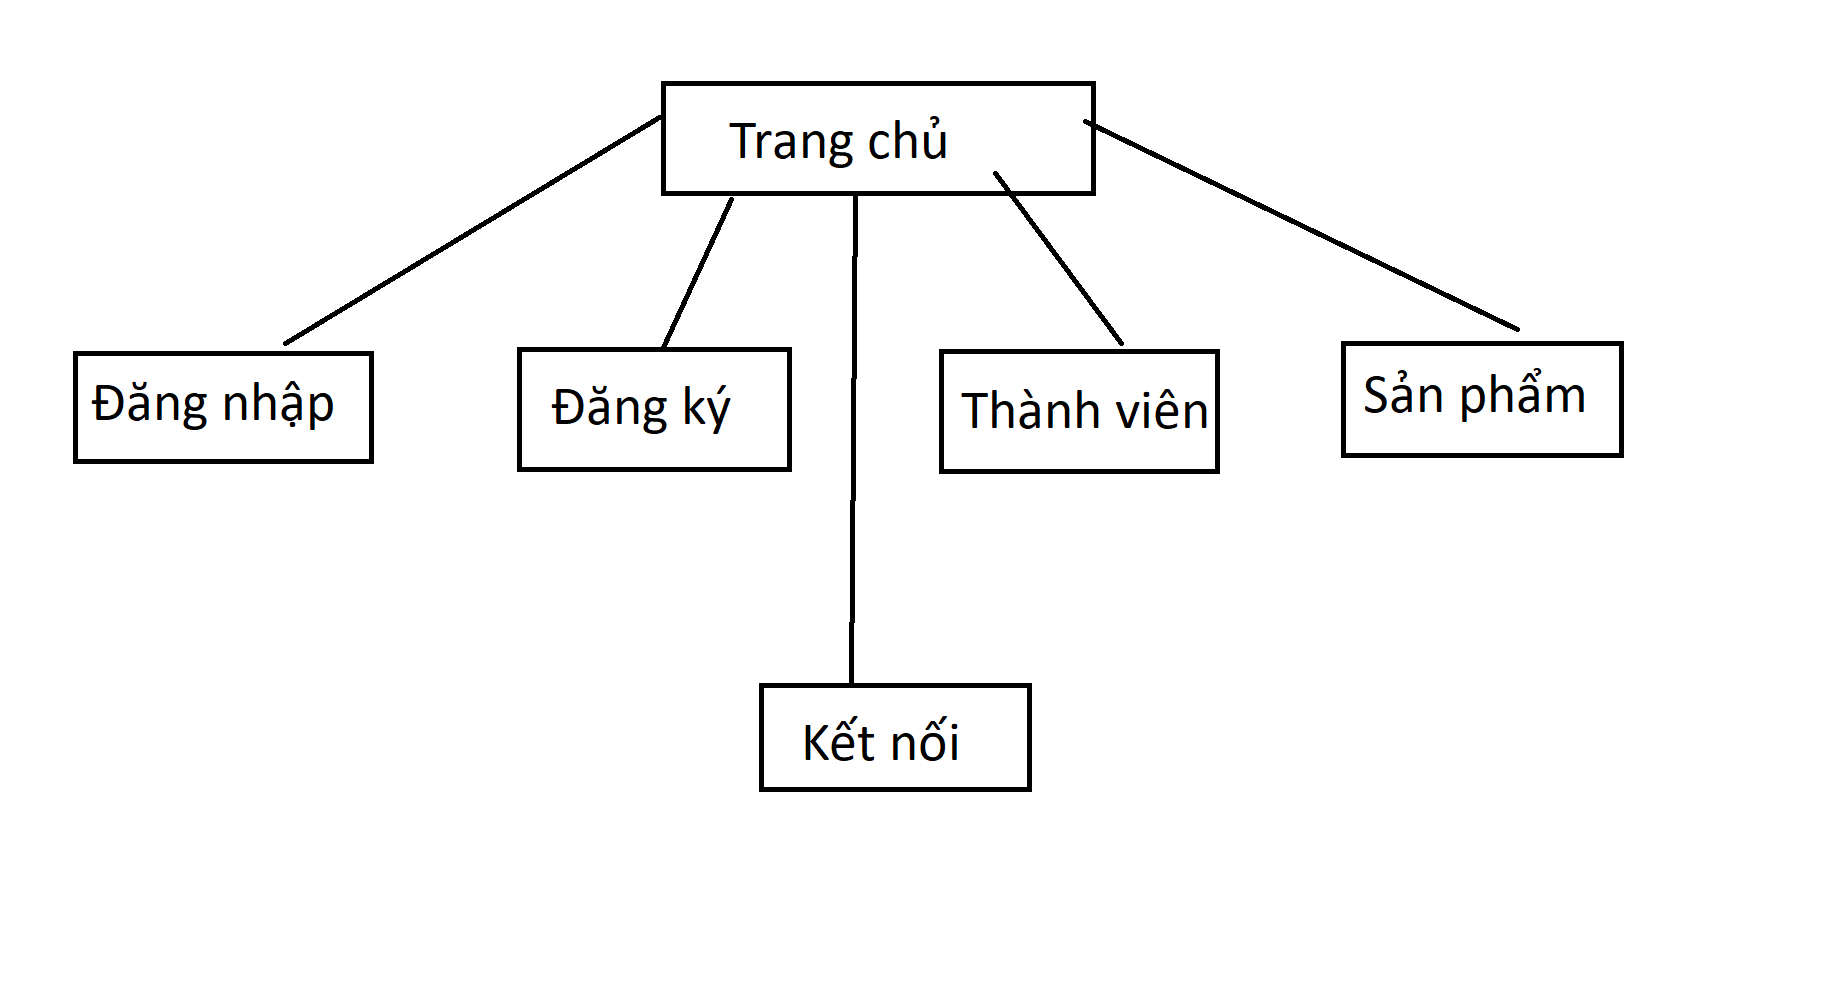 Trang chủ
Đăng nhập
Đăng ký
Thành viên
Sản phẩm
Kết nối